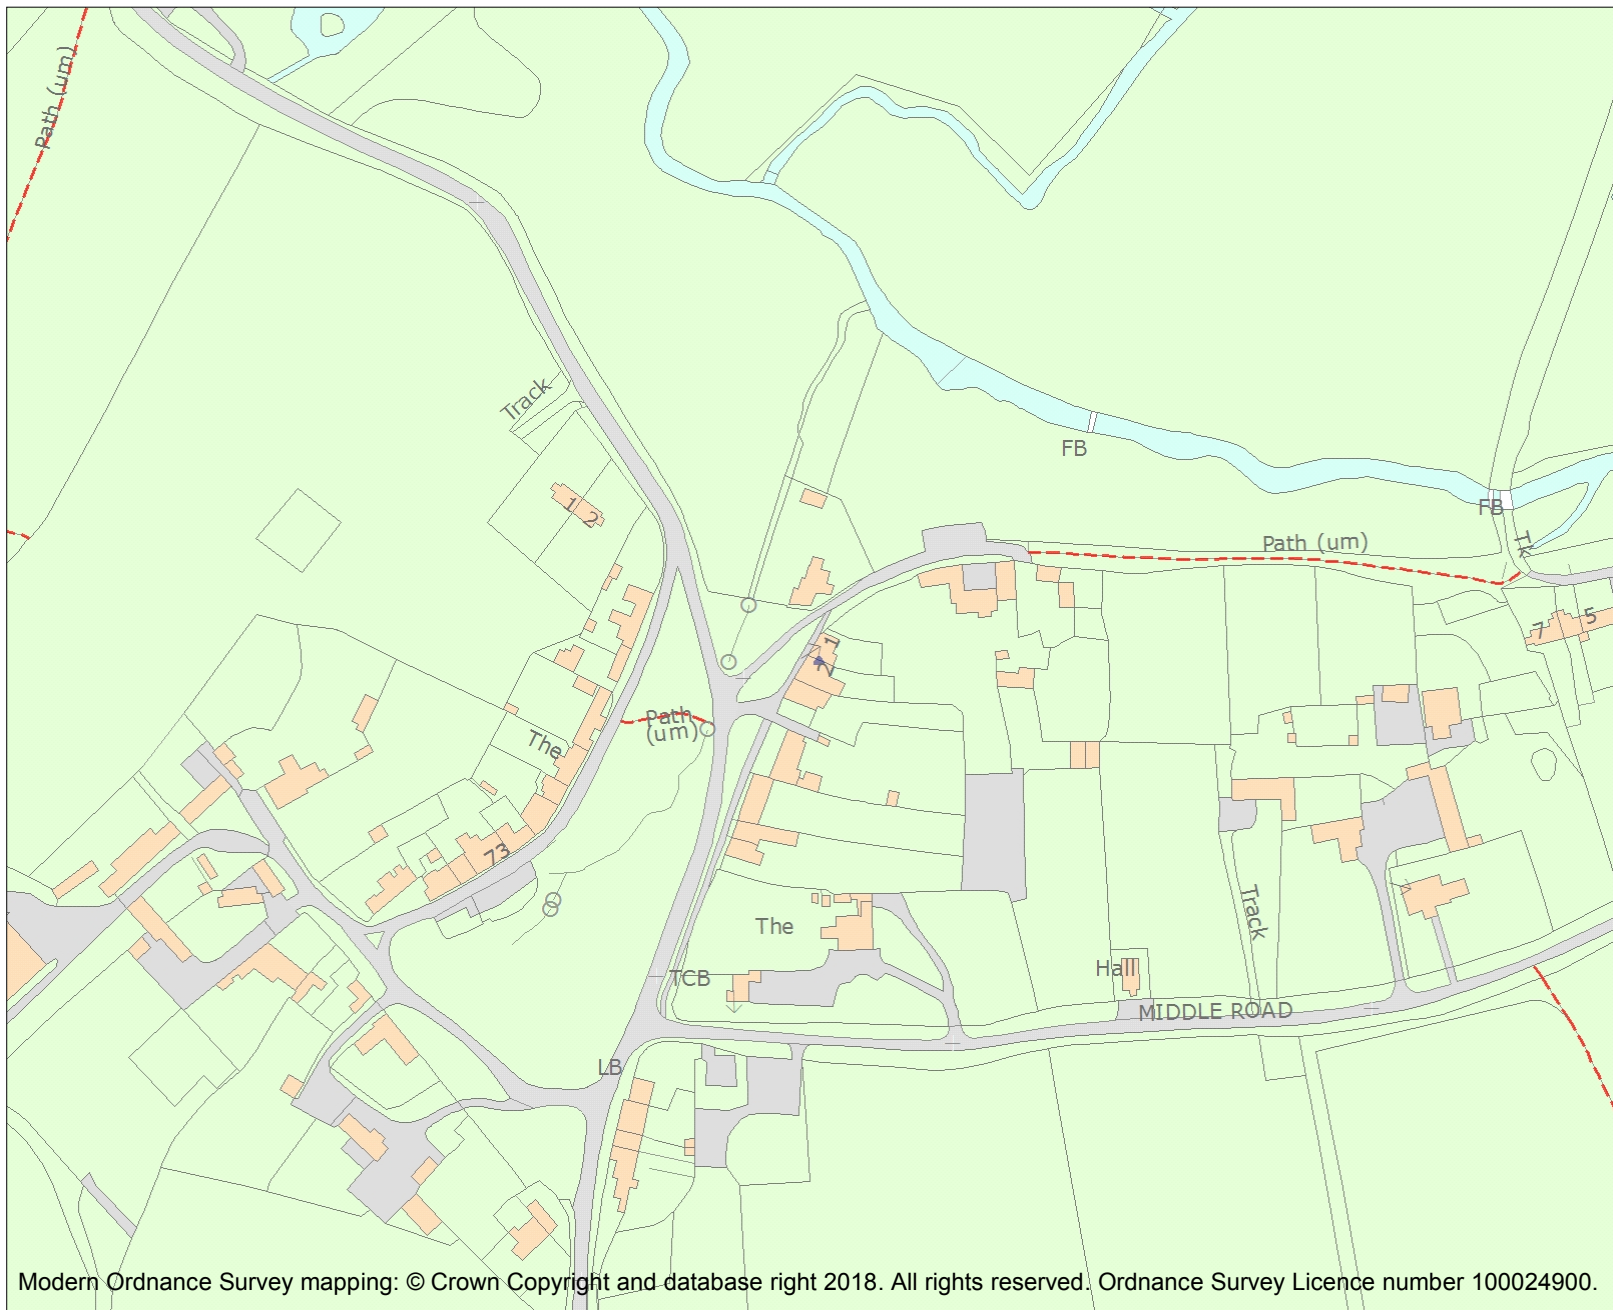 Path (um)
Track
FB
1 2
FB
Path (um)
Tk
7
5
1
2
Path
(um)
The
73
Track
The
Hall
TCB
MIDDLE ROAD
LB
Modern Ordnance Survey mapping: © Crown Copyright and database right 2018. All rights reserved. Ordnance Survey Licence number 100024900.